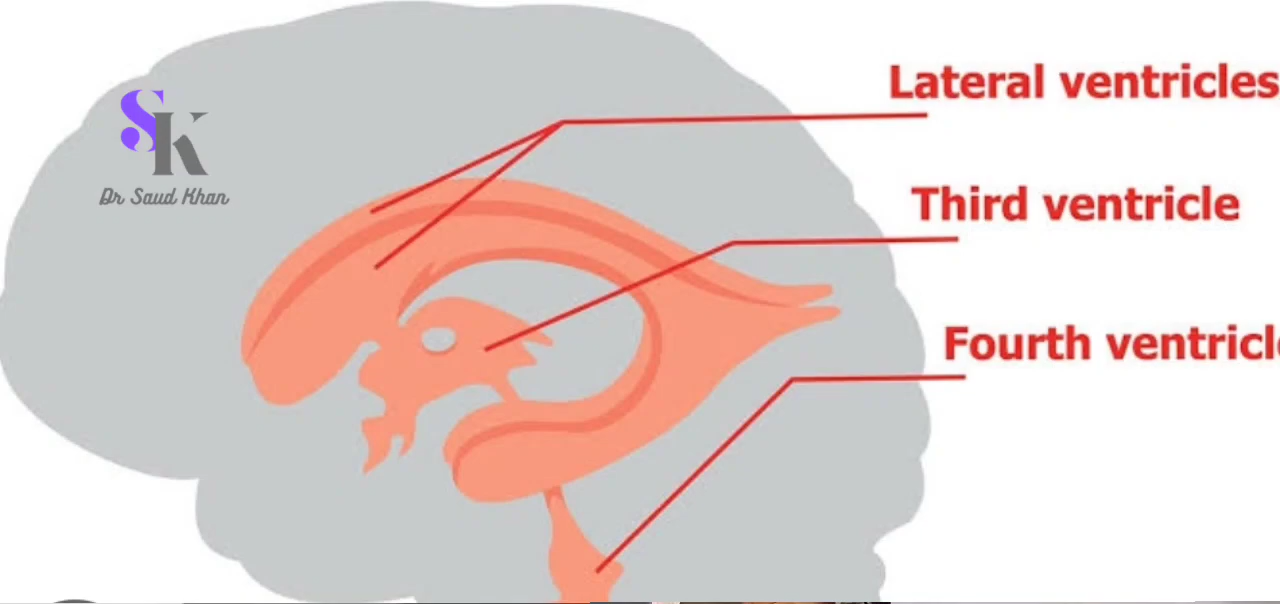 Lateral ventricles
SK
Dr Saud Khan
Third ventricle
Fourth ventricl